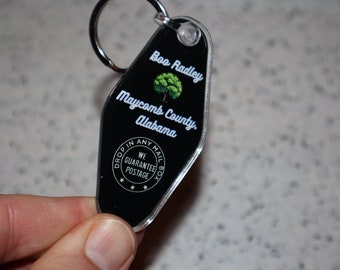 Boo Radley
Maycomb County,
Alabama
DROP IN ANY MAIL BOX
WE
GUARANTEE
POSTAGE